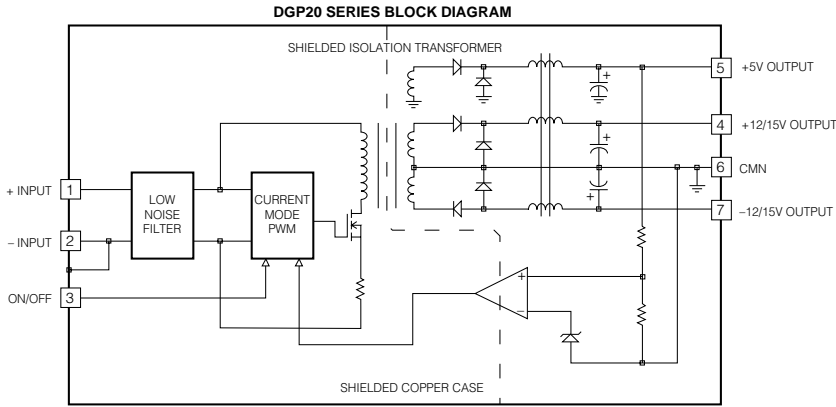 DGP20 SERIES BLOCK DIAGRAM
SHIELDED ISOLATION TRANSFORMER
5 +5V OUTPUT
+
4 +12/15V OUTPUT
+
6 CMN
+
7 –12/15V OUTPUT
+ INPUT 1
LOW
NOISE
FILTER
CURRENT
MODE
PWM
– INPUT 2
ON/OFF 3
+
–
SHIELDED COPPER CASE